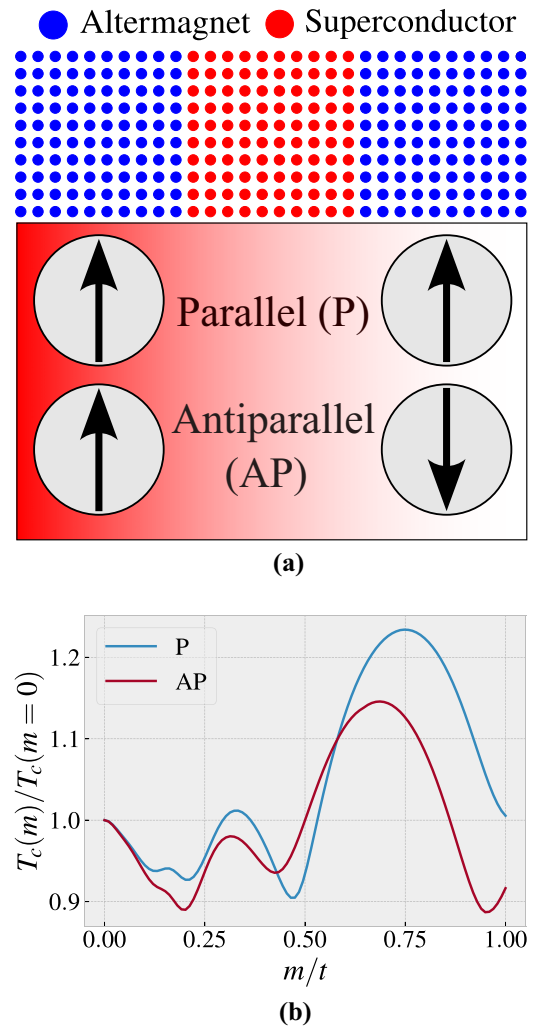 Altermagnet Superconductor
Parallel (P)
Antiparallel
(AP)
(a)
P
AP
1.2
1.1
1.0
0.9
T_c(m)/T_c(m = 0)
0.00 0.25 0.50 0.75 1.00
m/t
(b)